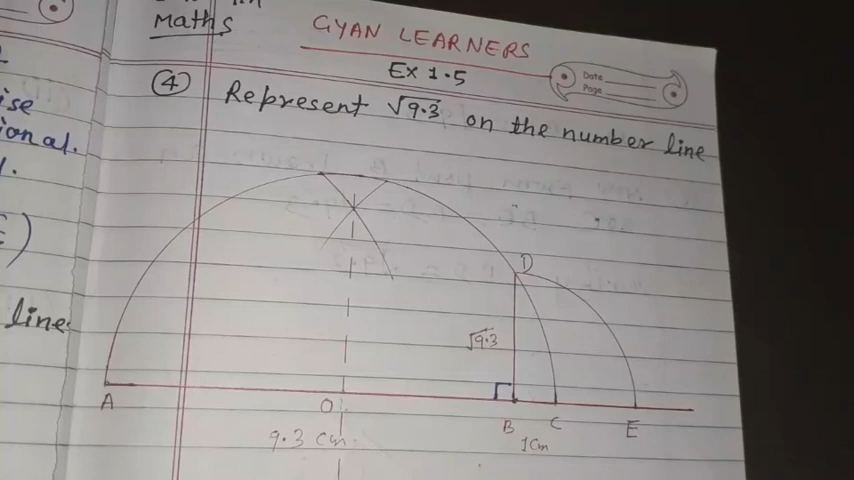 Maths
GYAN LEARNERS
Ex 1.5
Date
Page
④ Represent √9.3 on the number line
ise
ional.
line
D
√9.3
A
O
B
C
E
9.3 cm
1cm